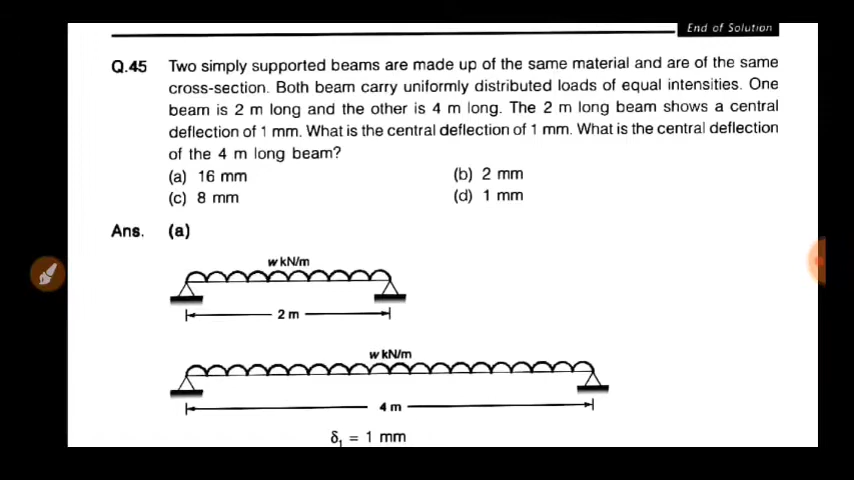 End of Solution
Q.45 Two simply supported beams are made up of the same material and are of the same
cross-section. Both beam carry uniformly distributed loads of equal intensities. One
beam is 2 m long and the other is 4 m long. The 2 m long beam shows a central
deflection of 1 mm. What is the central deflection of 1 mm. What is the central deflection
of the 4 m long beam?
(a) 16 mm (b) 2 mm
(c) 8 mm (d) 1 mm
Ans. (a)
w kN/m
2 m
w kN/m
4 m
δ₁ = 1 mm